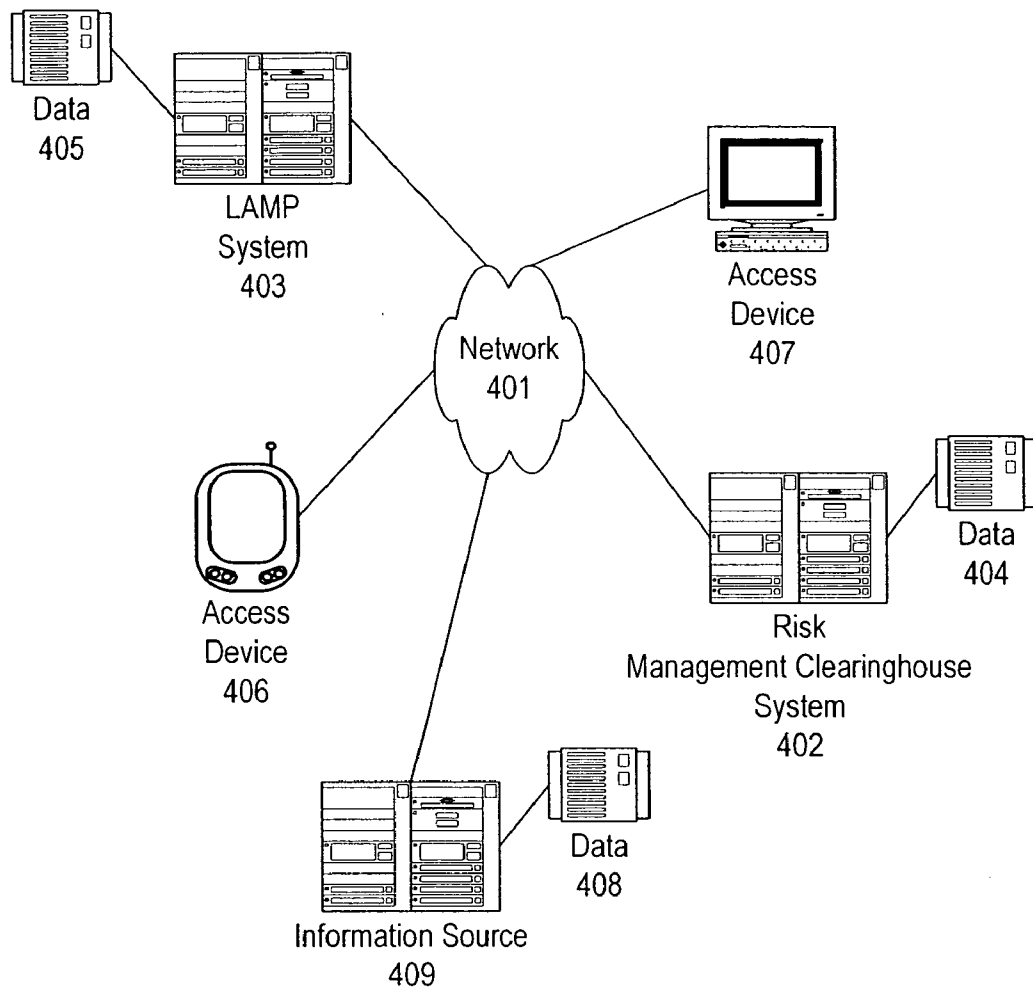 Data
405
LAMP
System
403
Access
Device
407
Network
401
Access
Device
406
Data
404
Risk
Management Clearinghouse
System
402
Data
408
Information Source
409